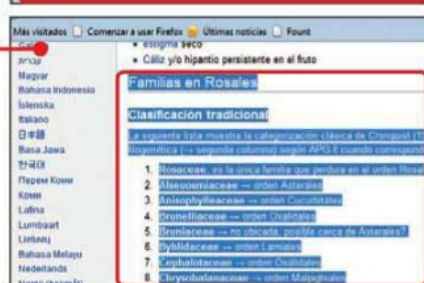 Más visitados Comenzar a usar Firefox Últimas noticias Fount
עברית
Magyar
Bahasa Indonesia
Íslenska
Italiano
日本語
Basa Jawa
한국어
Перем Коми
Коми
Latina
Lumbaart
Lietuvių
Bahasa Melayu
Nederlands
estigma seco
Cáliz y/o hipantio persistente en el fruto
Familias en Rosales
Clasificación tradicional
La siguiente lista muestra la categorización clásica de Cronquist
filogenética (→ segunda columna) según APG II cuando correspond
1. Rosaceae, es la única familia que perdura en el orden Rosal
2. Alseuosmiaceae → orden Asterales
3. Anisophylleaceae → orden Cucurbitales
4. Brunelliaceae → orden Oxalidales
5. Bruniaceae → no ubicada, posible cerca de Asterales?
6. Byblidaceae → orden Lamiales
7. Cephalotaceae → orden Oxalidales
8. Chrysobalanaceae → orden Malpighiales